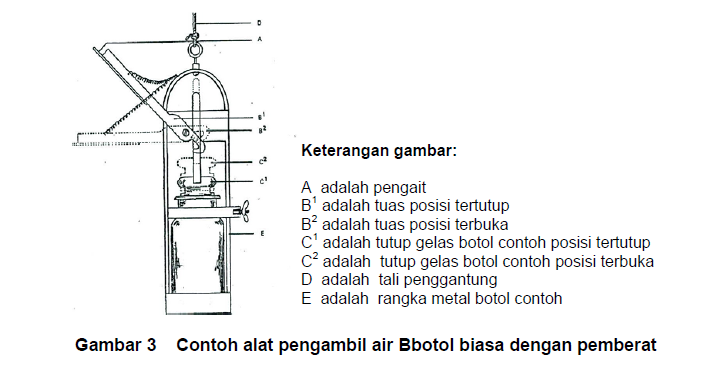 D
A
B¹
B²
C²
C¹
E
Keterangan gambar:
A adalah pengait
B¹ adalah tuas posisi tertutup
B² adalah tuas posisi terbuka
C¹ adalah tutup gelas botol contoh posisi tertutup
C² adalah tutup gelas botol contoh posisi terbuka
D adalah tali penggantung
E adalah rangka metal botol contoh
Gambar 3 Contoh alat pengambil air Bbotol biasa dengan pemberat